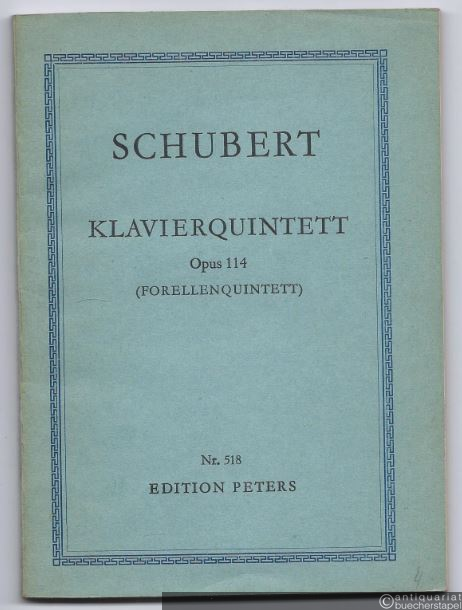 SCHUBERT
KLAVIERQUINTETT
Opus 114
(FORELLENQUINTETT)
Nr. 518
EDITION PETERS
antiquariat
buecherstapel